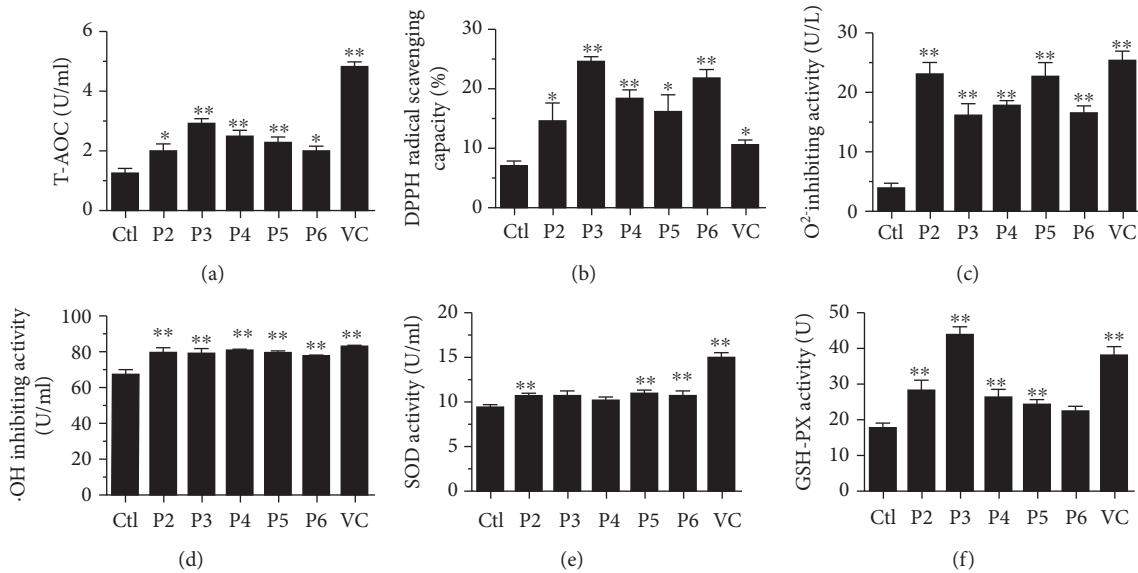 T-AOC (U/ml)
6
4
2
0
* ** ** ** * **
Ctl P2 P3 P4 P5 P6 VC
(a)
DPPH radical scavenging
capacity (%)
30
20
10
0
* ** ** * ** *
Ctl P2 P3 P4 P5 P6 VC
(b)
O²⁻inhibiting activity (U/L)
30
20
10
0
** ** ** ** ** **
Ctl P2 P3 P4 P5 P6 VC
(c)
·OH inhibiting activity
(U/ml)
100
80
60
40
20
0
** ** ** ** ** **
Ctl P2 P3 P4 P5 P6 VC
(d)
SOD activity (U/ml)
20
15
10
5
0
** ** ** **
Ctl P2 P3 P4 P5 P6 VC
(e)
GSH-PX activity (U)
50
40
30
20
10
0
** ** ** ** **
Ctl P2 P3 P4 P5 P6 VC
(f)